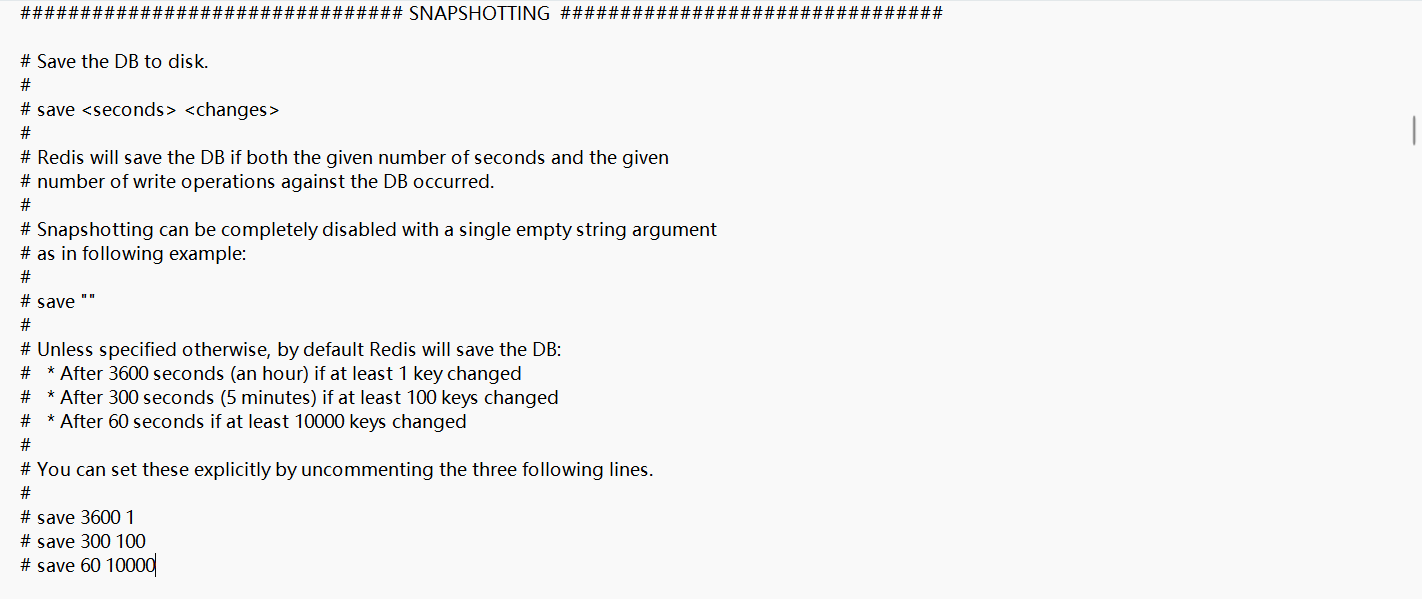 ################################ SNAPSHOTTING  ################################
# Save the DB to disk.
#
# save <seconds> <changes>
#
# Redis will save the DB if both the given number of seconds and the given
# number of write operations against the DB occurred.
#
# Snapshotting can be completely disabled with a single empty string argument
# as in following example:
#
# save ""
#
# Unless specified otherwise, by default Redis will save the DB:
#   * After 3600 seconds (an hour) if at least 1 key changed
#   * After 300 seconds (5 minutes) if at least 100 keys changed
#   * After 60 seconds if at least 10000 keys changed
#
# You can set these explicitly by uncommenting the three following lines.
#
# save 3600 1
# save 300 100
# save 60 10000